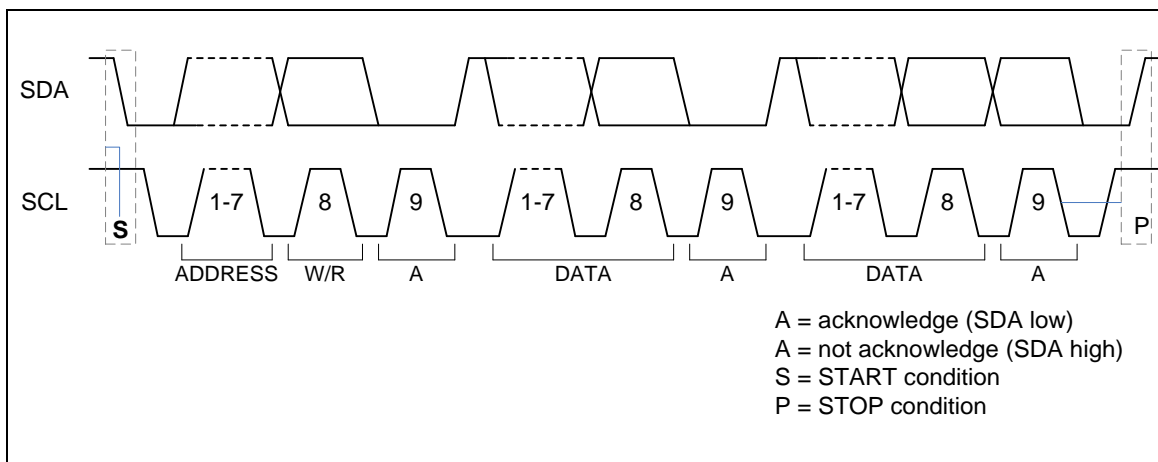 SDA
SCL 1-7 8 9 1-7 8 9 1-7 8 9
S P
ADDRESS W/R A DATA A DATA A
A = acknowledge (SDA low)
A = not acknowledge (SDA high)
S = START condition
P = STOP condition